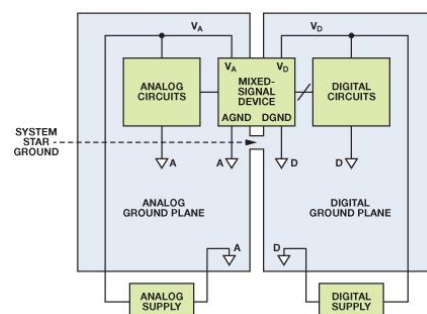 VA
VD
VA
VD
ANALOG
CIRCUITS
MIXED-
SIGNAL
DEVICE
AGND
DGND
DIGITAL
CIRCUITS
SYSTEM
STAR
GROUND
A
A
D
D
ANALOG
GROUND PLANE
DIGITAL
GROUND PLANE
A
D
ANALOG
SUPPLY
DIGITAL
SUPPLY